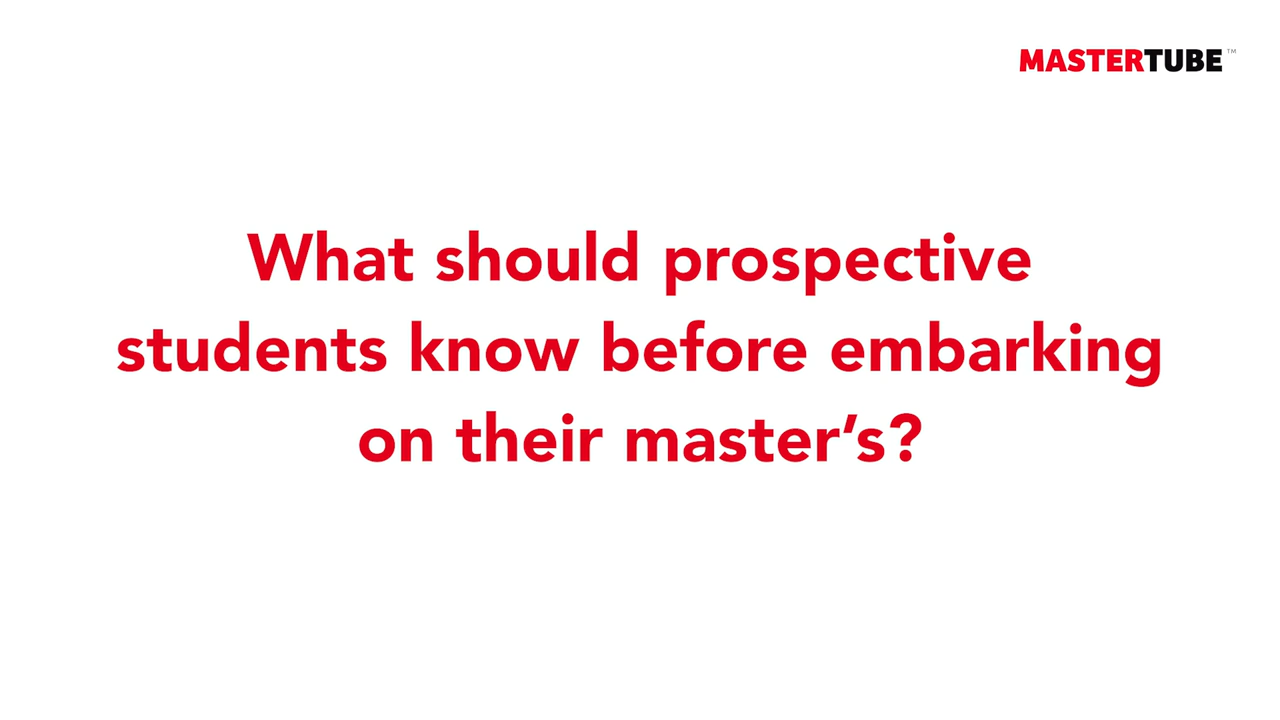 MASTERTUBE™
What should prospective
students know before embarking
on their master’s?